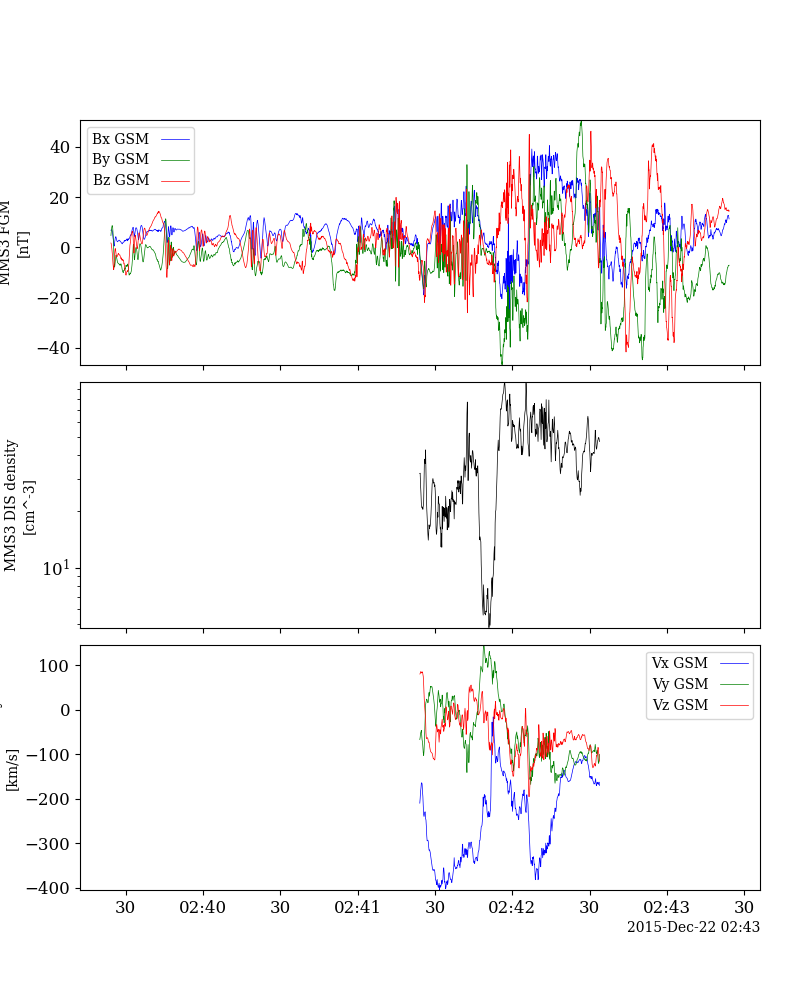 Bx GSM
By GSM
Bz GSM
40
20
0
−20
−40
MMS3 FGM
[nT]
MMS3 DIS density
[cm^-3]
10^1
Vx GSM
Vy GSM
Vz GSM
100
0
−100
−200
−300
−400
[km/s]
30 02:40 30 02:41 30 02:42 30 02:43 30
2015-Dec-22 02:43